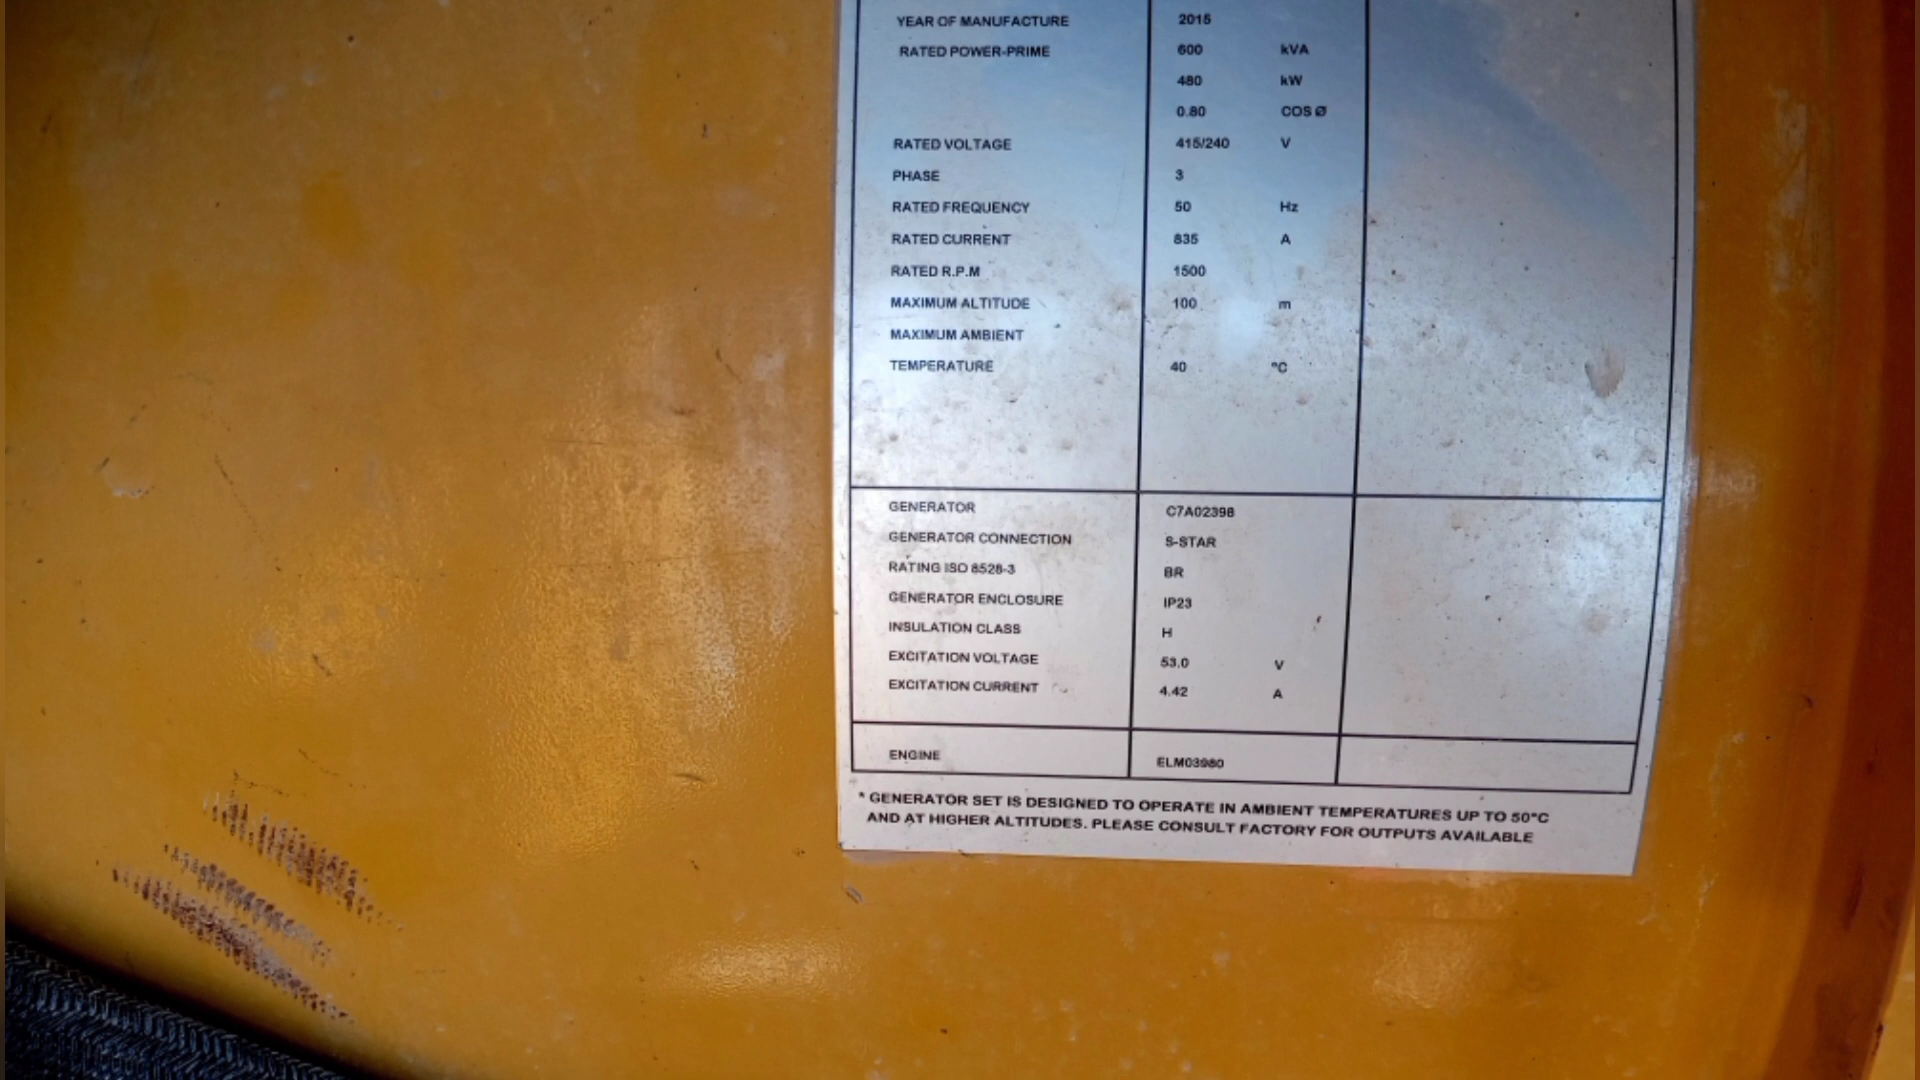 YEAR OF MANUFACTURE 2015
RATED POWER-PRIME 600 kVA
480 kW
0.80 COS Ø
RATED VOLTAGE 415/240 V
PHASE 3
RATED FREQUENCY 50 Hz
RATED CURRENT 835 A
RATED R.P.M 1500
MAXIMUM ALTITUDE 100 m
MAXIMUM AMBIENT
TEMPERATURE 40 °C
GENERATOR C7A02398
GENERATOR CONNECTION S-STAR
RATING ISO 8528-3 BR
GENERATOR ENCLOSURE IP23
INSULATION CLASS H
EXCITATION VOLTAGE 53.0 V
EXCITATION CURRENT 4.42 A
ENGINE ELM03980
* GENERATOR SET IS DESIGNED TO OPERATE IN AMBIENT TEMPERATURES UP TO 50°C
AND AT HIGHER ALTITUDES. PLEASE CONSULT FACTORY FOR OUTPUTS AVAILABLE